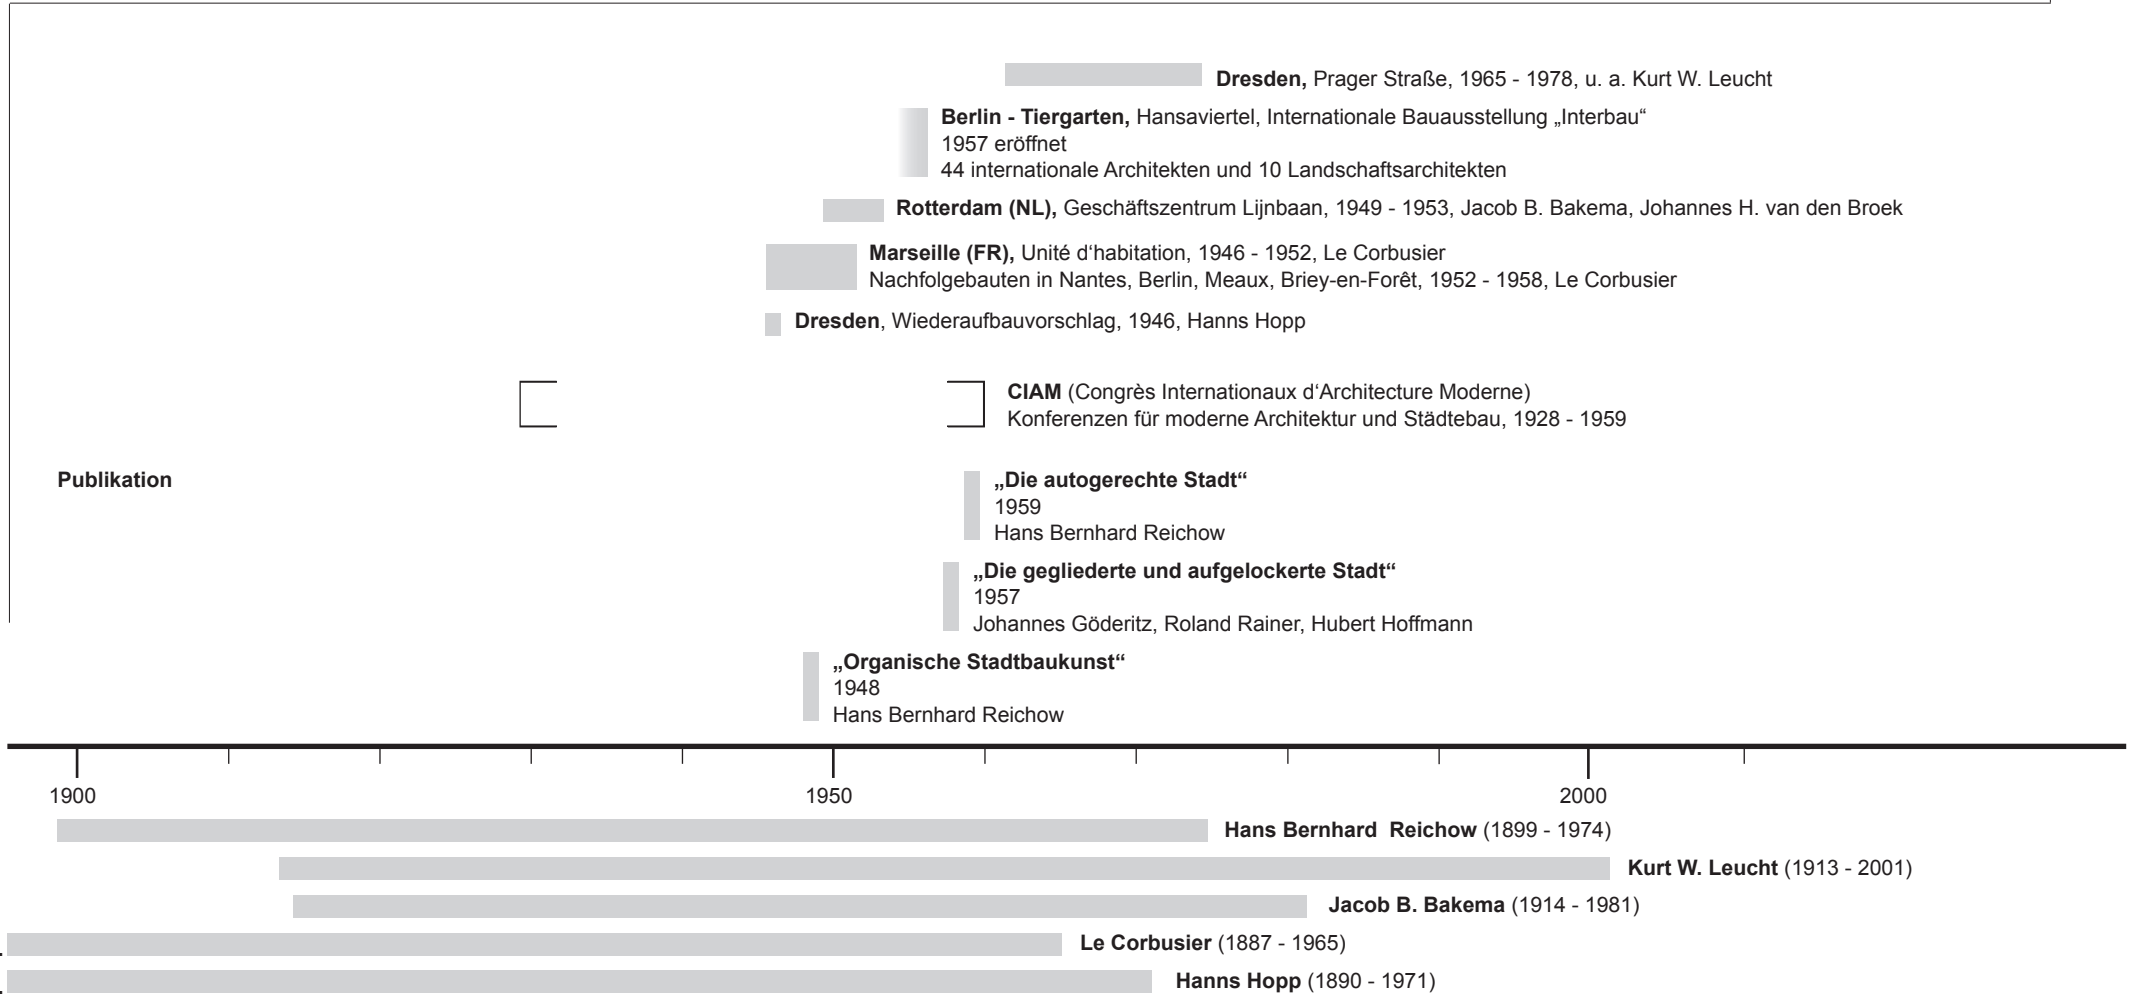 Dresden, Prager Straße, 1965 - 1978, u. a. Kurt W. Leucht
Berlin - Tiergarten, Hansaviertel, Internationale Bauausstellung „Interbau“
1957 eröffnet
44 internationale Architekten und 10 Landschaftsarchitekten
Rotterdam (NL), Geschäftszentrum Lijnbaan, 1949 - 1953, Jacob B. Bakema, Johannes H. van den Broek
Marseille (FR), Unité d‘habitation, 1946 - 1952, Le Corbusier
Nachfolgebauten in Nantes, Berlin, Meaux, Briey-en-Forêt, 1952 - 1958, Le Corbusier
Dresden, Wiederaufbauvorschlag, 1946, Hanns Hopp
CIAM (Congrès Internationaux d‘Architecture Moderne)
Konferenzen für moderne Architektur und Städtebau, 1928 - 1959
Publikation
„Die autogerechte Stadt“
1959
Hans Bernhard Reichow
„Die gegliederte und aufgelockerte Stadt“
1957
Johannes Göderitz, Roland Rainer, Hubert Hoffmann
„Organische Stadtbaukunst“
1948
Hans Bernhard Reichow
1900 1950 2000
Hans Bernhard Reichow (1899 - 1974)
Kurt W. Leucht (1913 - 2001)
Jacob B. Bakema (1914 - 1981)
Le Corbusier (1887 - 1965)
Hanns Hopp (1890 - 1971)